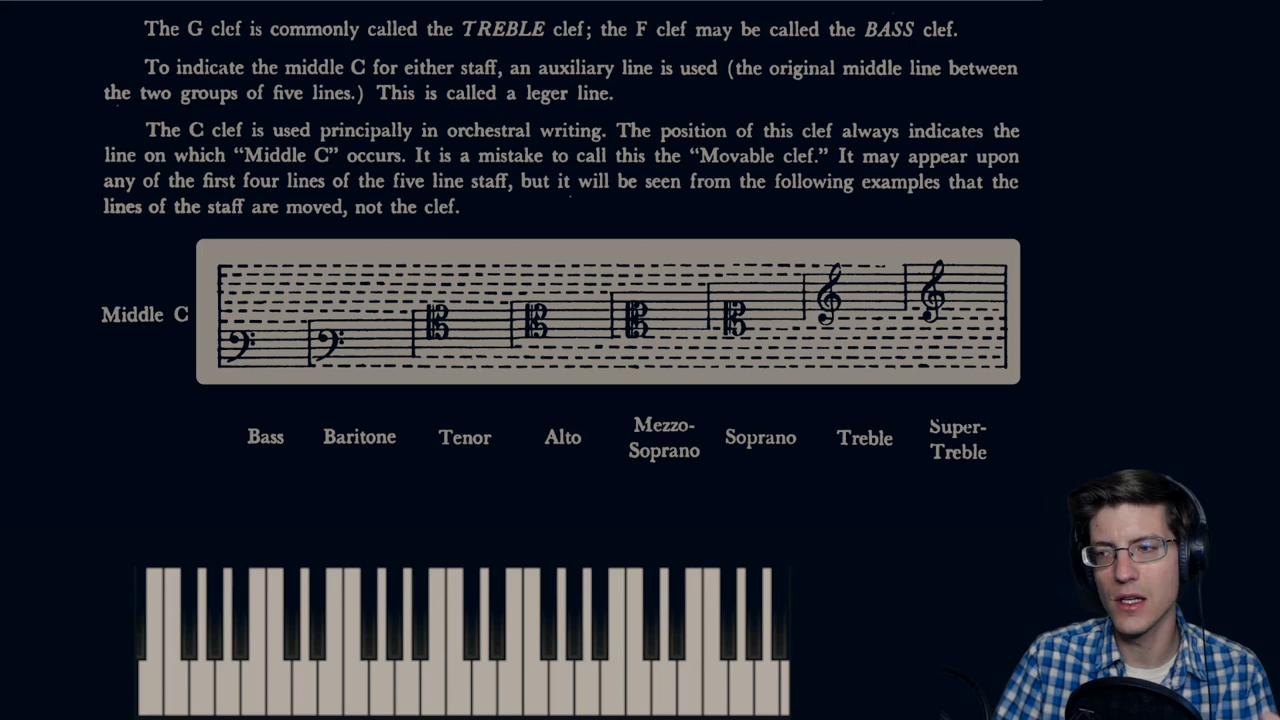 The G clef is commonly called the TREBLE clef; the F clef may be called the BASS clef.
To indicate the middle C for either staff, an auxiliary line is used (the original middle line between
the two groups of five lines.) This is called a leger line.
The C clef is used principally in orchestral writing. The position of this clef always indicates the
line on which “Middle C” occurs. It is a mistake to call this the “Movable clef.” It may appear upon
any of the first four lines of the five line staff, but it will be seen from the following examples that the
lines of the staff are moved, not the clef.
Middle C
Bass Baritone Tenor Alto Mezzo-Soprano Soprano Treble Super-Treble